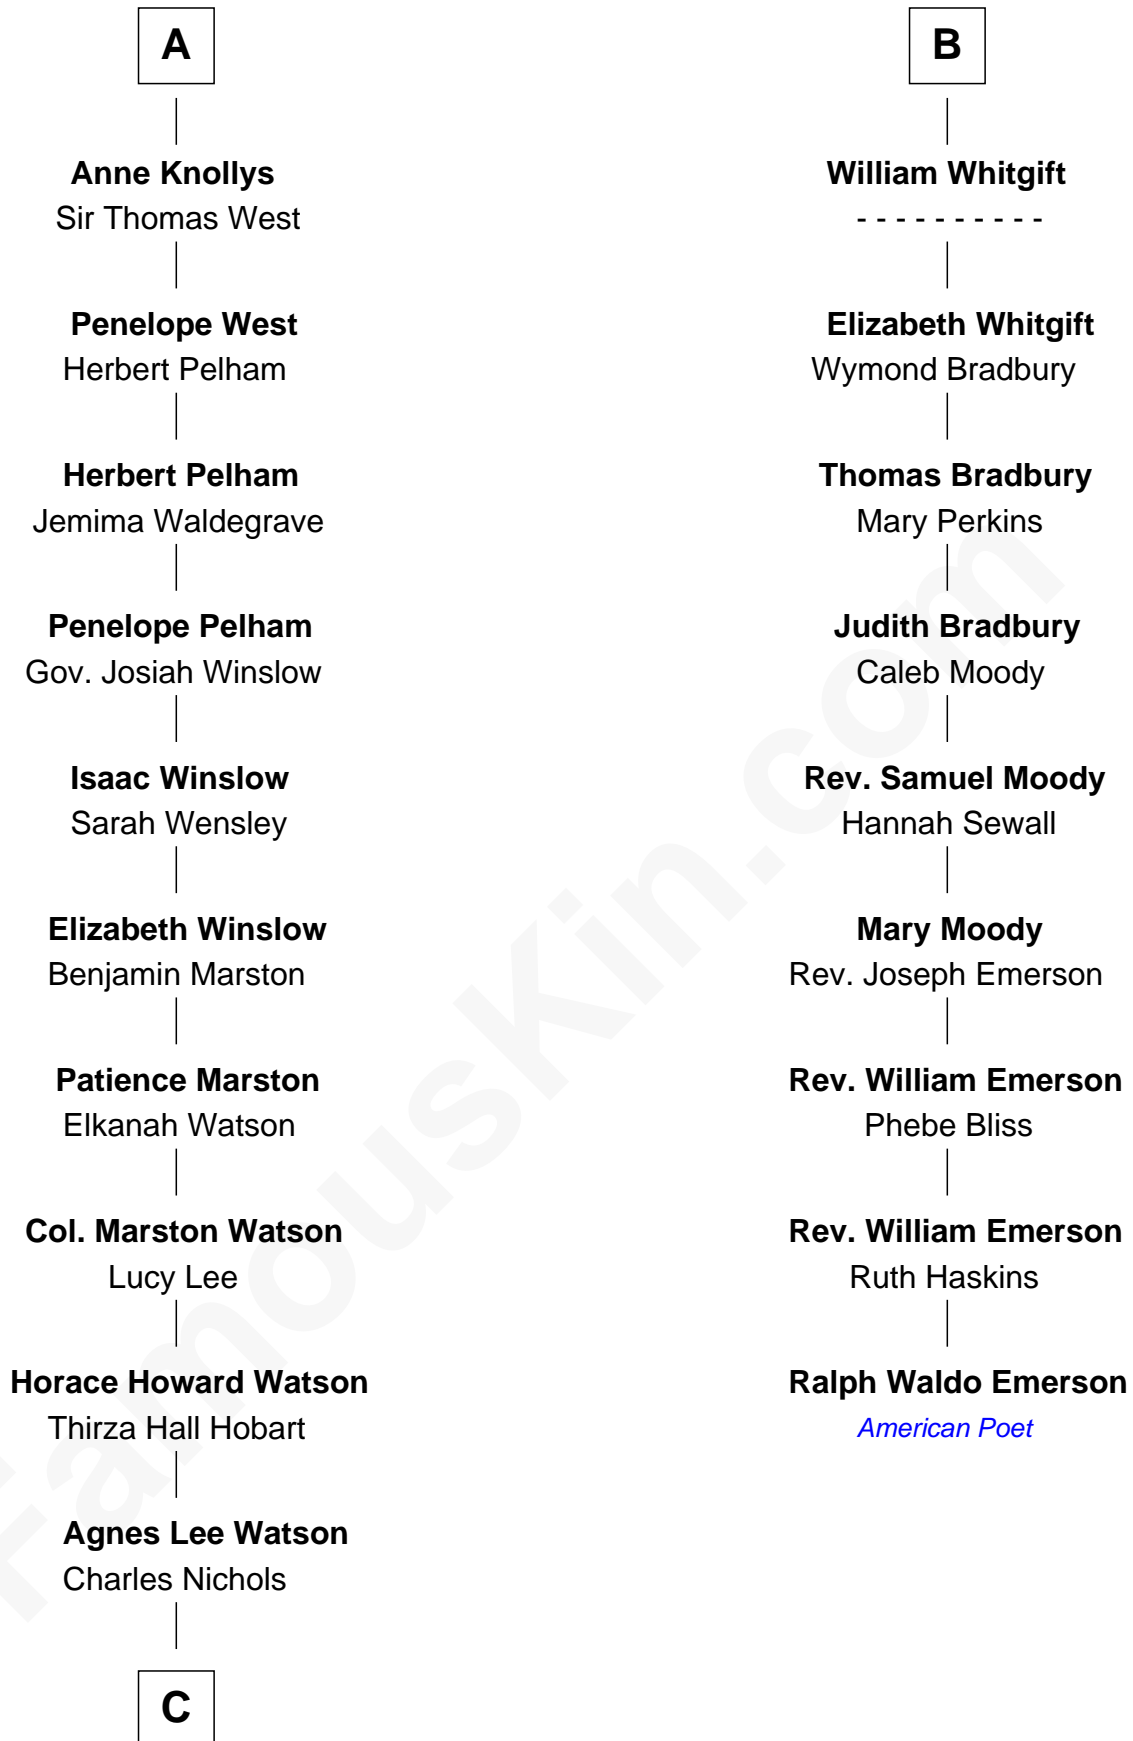 A
Anne Knollys
Sir Thomas West
Penelope West
Herbert Pelham
Herbert Pelham
Jemima Waldegrave
Penelope Pelham
Gov. Josiah Winslow
Isaac Winslow
Sarah Wensley
Elizabeth Winslow
Benjamin Marston
Patience Marston
Elkanah Watson
Col. Marston Watson
Lucy Lee
Horace Howard Watson
Thirza Hall Hobart
Agnes Lee Watson
Charles Nichols
C
B
William Whitgift
- - - - - - - - - -
Elizabeth Whitgift
Wymond Bradbury
Thomas Bradbury
Mary Perkins
Judith Bradbury
Caleb Moody
Rev. Samuel Moody
Hannah Sewall
Mary Moody
Rev. Joseph Emerson
Rev. William Emerson
Phebe Bliss
Rev. William Emerson
Ruth Haskins
Ralph Waldo Emerson
American Poet
FamousKin.com